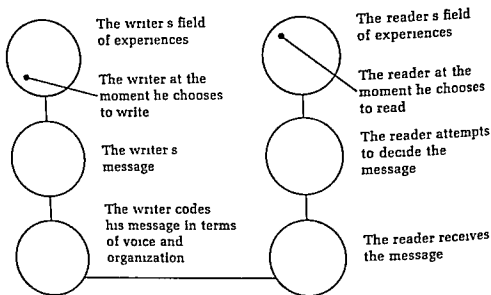 The writer s field
of experiences
The writer at the
moment he chooses
to write
The writer s
message
The writer codes
his message in terms
of voice and
organization
The reader s field
of experiences
The reader at the
moment he chooses
to read
The reader attempts
to decide the
message
The reader receives
the message